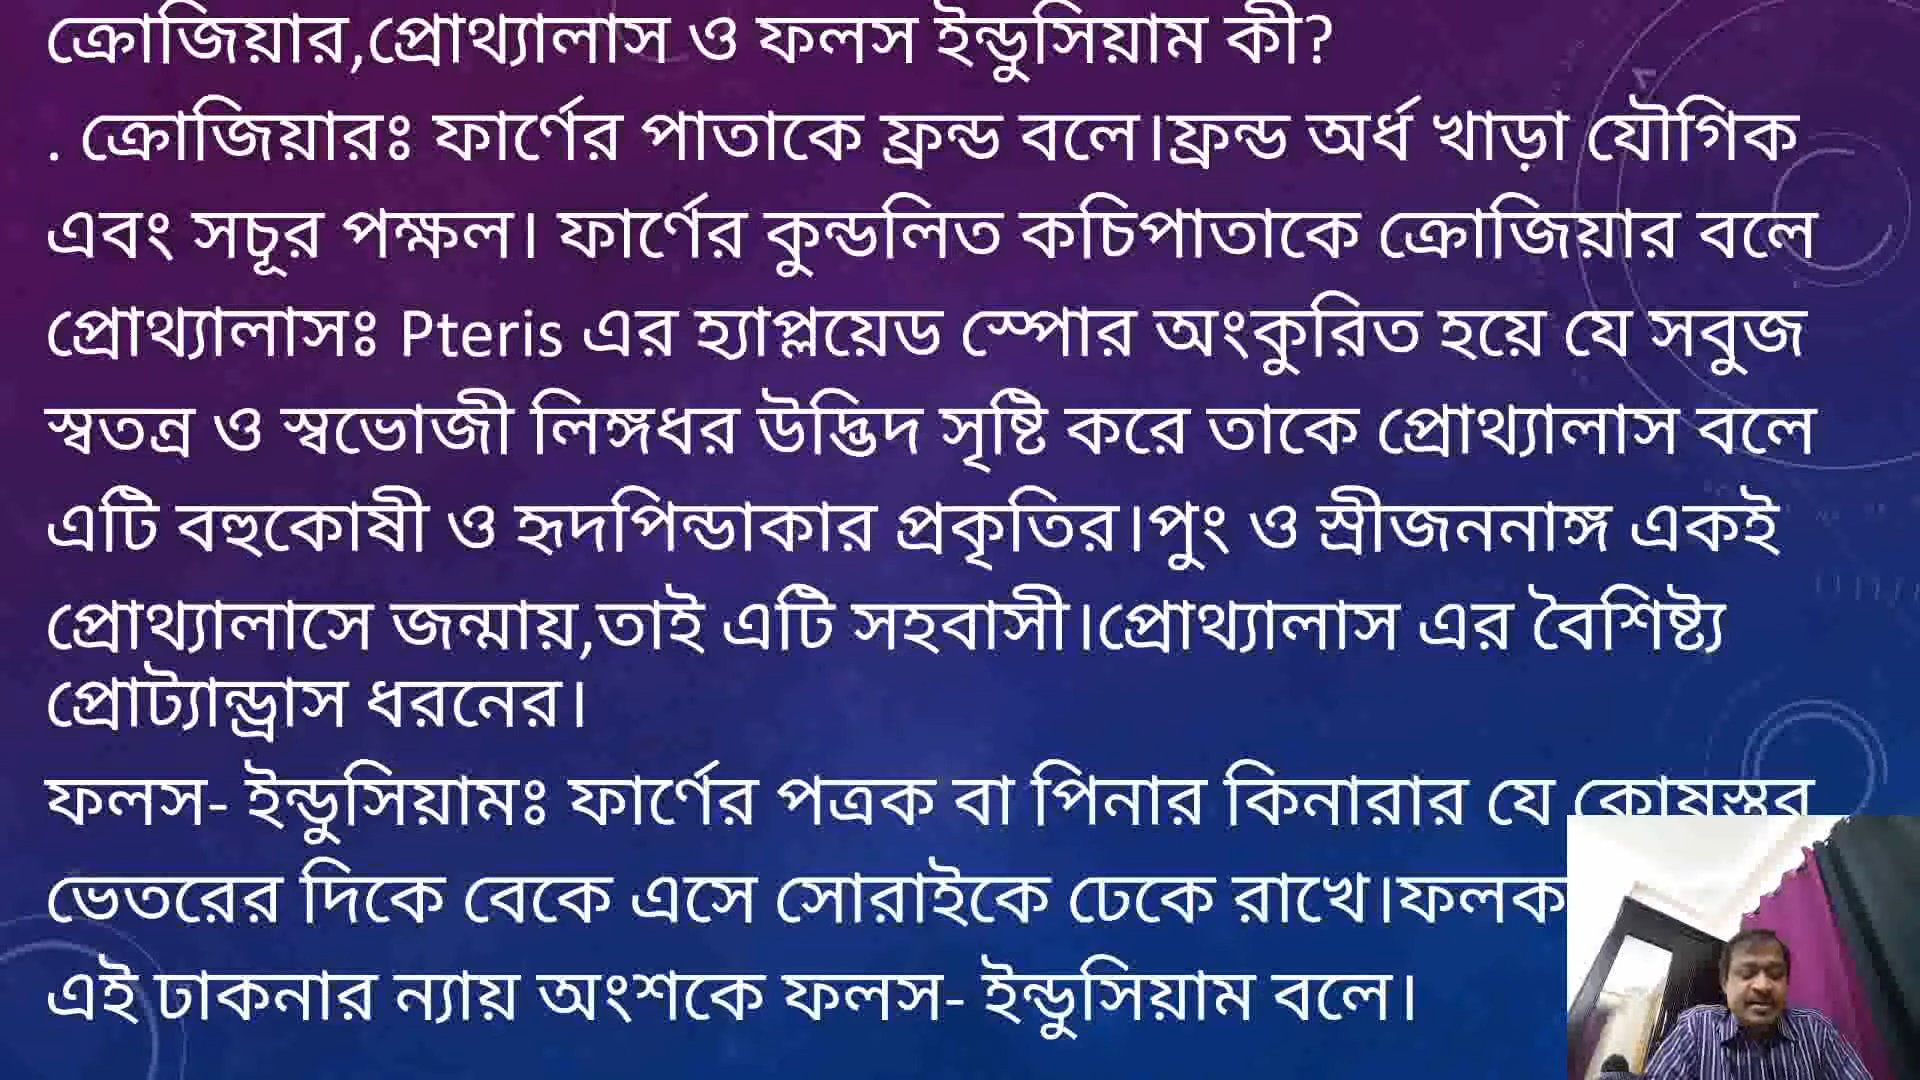 ক্রোজিয়ার,প্রোথ্যালাস ও ফলস ইন্ডুসিয়াম কী?
. ক্রোজিয়ারঃ ফার্ণের পাতাকে ফ্রন্ড বলে।ফ্রন্ড অর্ধ খাড়া যৌগিক
এবং সচূর পক্ষল। ফার্ণের কুন্ডলিত কচিপাতাকে ক্রোজিয়ার বলে
প্রোথ্যালাসঃ Pteris এর হ্যাপ্লয়েড স্পোর অংকুরিত হয়ে যে সবুজ
স্বতন্ত্র ও স্বভোজী লিঙ্গধর উদ্ভিদ সৃষ্টি করে তাকে প্রোথ্যালাস বলে
এটি বহুকোষী ও হৃদপিন্ডাকার প্রকৃতির।পুং ও স্ত্রীজননাঙ্গ একই
প্রোথ্যালাসে জন্মায়,তাই এটি সহবাসী।প্রোথ্যালাস এর বৈশিষ্ট্য
প্রোট্যান্ড্রাস ধরনের।
ফলস- ইন্ডুসিয়ামঃ ফার্ণের পত্রক বা পিনার কিনারার যে কোষস্তর
ভেতরের দিকে বেকে এসে সোরাইকে ঢেকে রাখে।ফলক
এই ঢাকনার ন্যায় অংশকে ফলস- ইন্ডুসিয়াম বলে।